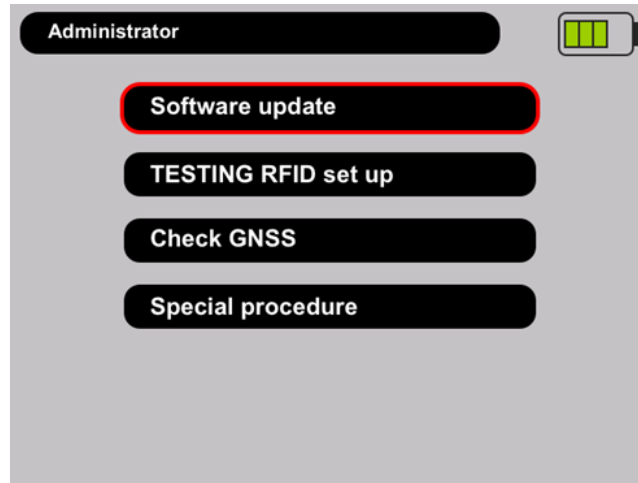 Administrator
Software update
TESTING RFID set up
Check GNSS
Special procedure